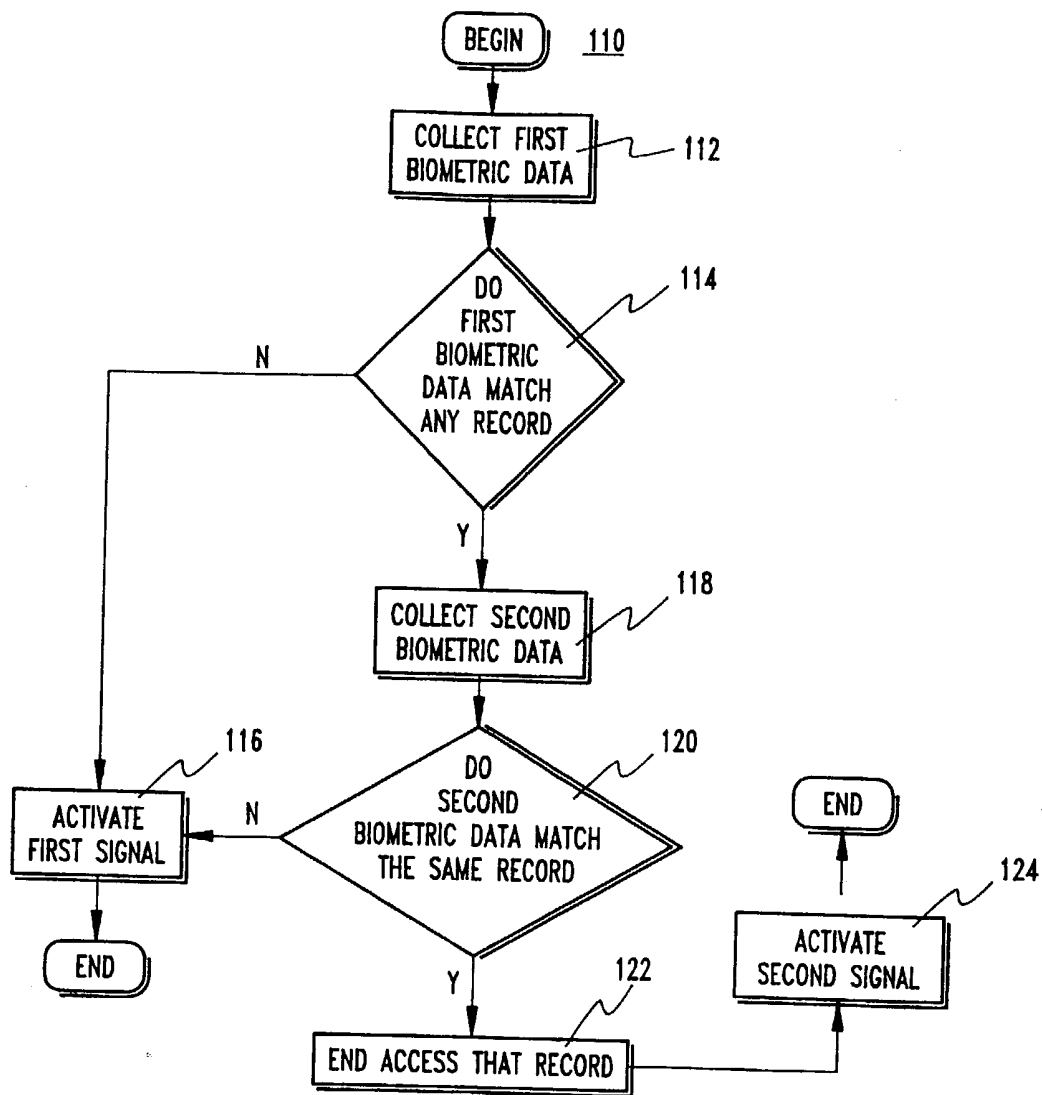 BEGIN
110
COLLECT FIRST
BIOMETRIC DATA
112
DO
FIRST
BIOMETRIC
DATA MATCH
ANY RECORD
114
N
Y
COLLECT SECOND
BIOMETRIC DATA
118
DO
SECOND
BIOMETRIC DATA MATCH
THE SAME RECORD
120
N
ACTIVATE
FIRST SIGNAL
116
END
Y
END ACCESS THAT RECORD
122
ACTIVATE
SECOND SIGNAL
124
END